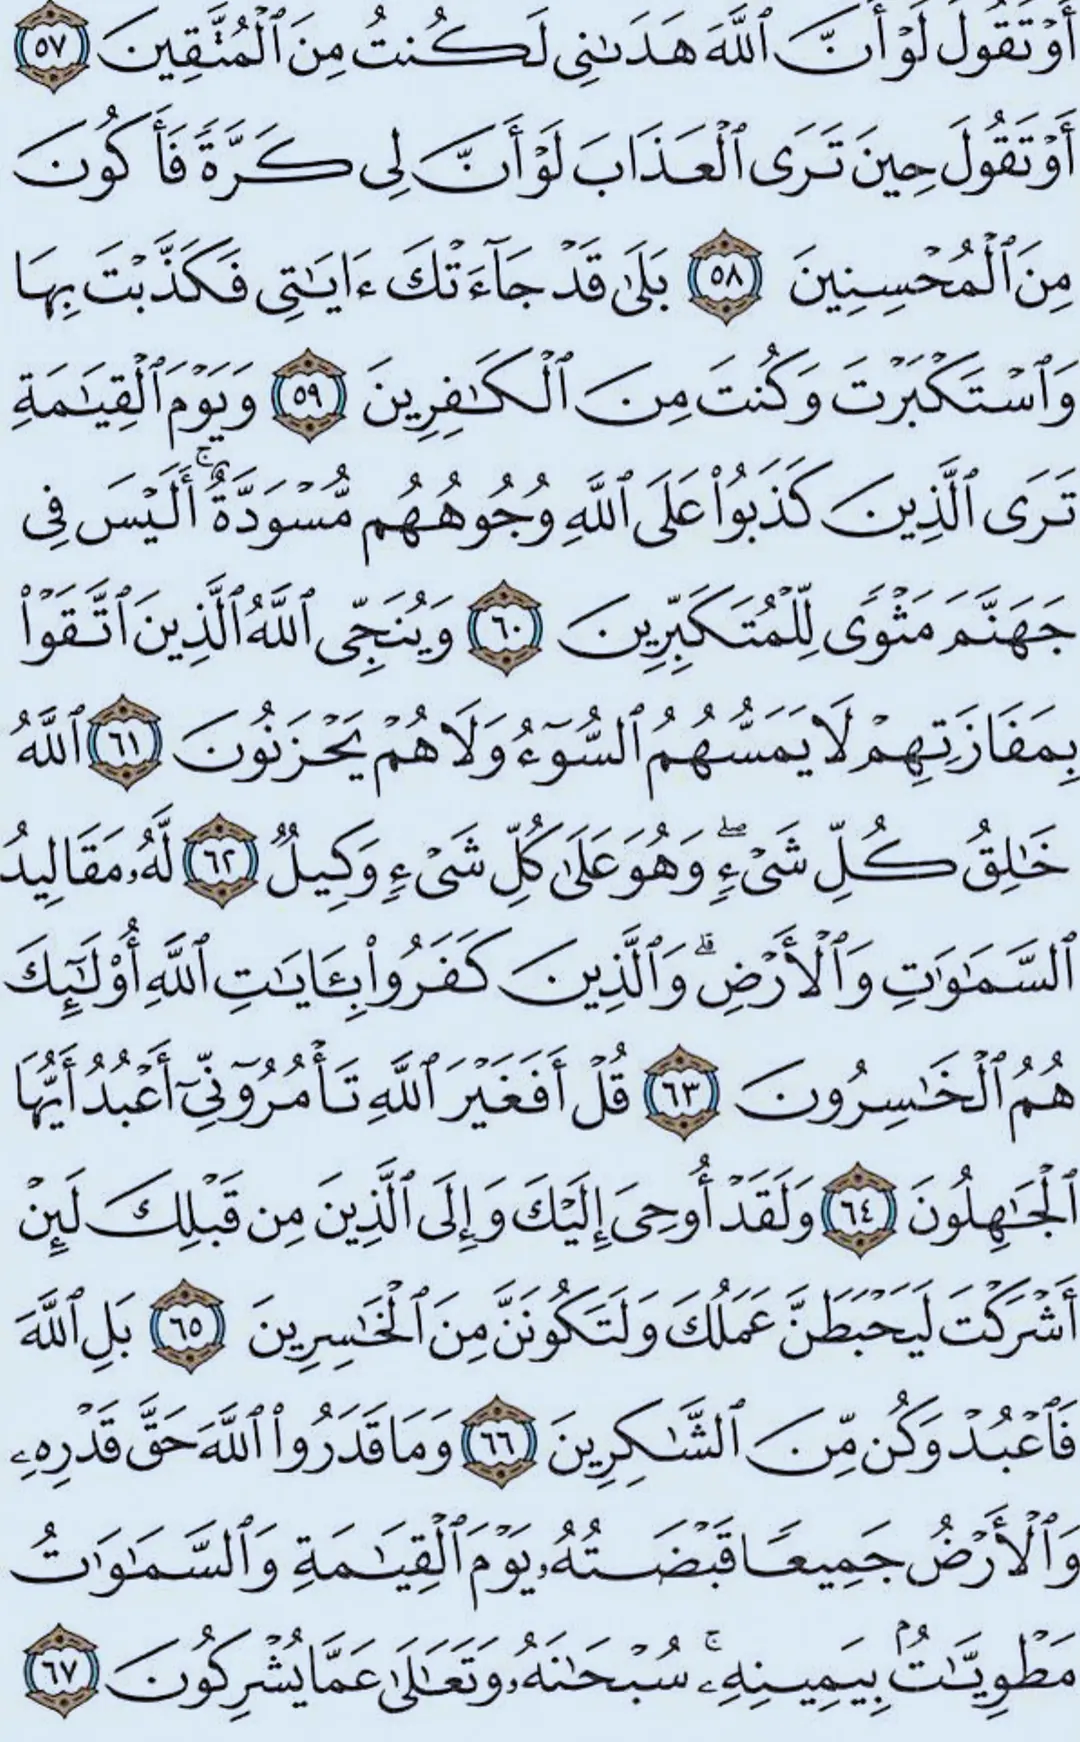 أَوْ تَقُولَ لَوْ أَنَّ ٱللَّهَ هَدَىٰنِى لَكُنتُ مِنَ ٱلْمُتَّقِينَ ٥٧
أَوْ تَقُولَ حِينَ تَرَى ٱلْعَذَابَ لَوْ أَنَّ لِى كَرَّةً فَأَكُونَ
مِنَ ٱلْمُحْسِنِينَ ٥٨ بَلَىٰ قَدْ جَآءَتْكَ ءَايَـٰتِى فَكَذَّبْتَ بِهَا
وَٱسْتَكْبَرْتَ وَكُنتَ مِنَ ٱلْكَـٰفِرِينَ ٥٩ وَيَوْمَ ٱلْقِيَـٰمَةِ
تَرَى ٱلَّذِينَ كَذَبُوا۟ عَلَى ٱللَّهِ وُجُوهُهُم مُّسْوَدَّةٌ ۚ أَلَيْسَ فِى
جَهَنَّمَ مَثْوًى لِّلْمُتَكَبِّرِينَ ٦٠ وَيُنَجِّى ٱللَّهُ ٱلَّذِينَ ٱتَّقَوْا۟
بِمَفَازَتِهِمْ لَا يَمَسُّهُمُ ٱلسُّوٓءُ وَلَا هُمْ يَحْزَنُونَ ٦١ ٱللَّهُ
خَـٰلِقُ كُلِّ شَىْءٍ ۖ وَهُوَ عَلَىٰ كُلِّ شَىْءٍ وَكِيلٌ ٦٢ لَّهُۥ مَقَالِيدُ
ٱلسَّمَـٰوَٰتِ وَٱلْأَرْضِ ۗ وَٱلَّذِينَ كَفَرُوا۟ بِـَٔايَـٰتِ ٱللَّهِ أُو۟لَـٰٓئِكَ
هُمُ ٱلْخَـٰسِرُونَ ٦٣ قُلْ أَفَغَيْرَ ٱللَّهِ تَأْمُرُوٓنِّىٓ أَعْبُدُ أَيُّهَا
ٱلْجَـٰهِلُونَ ٦٤ وَلَقَدْ أُوحِىَ إِلَيْكَ وَإِلَى ٱلَّذِينَ مِن قَبْلِكَ لَئِنْ
أَشْرَكْتَ لَيَحْبَطَنَّ عَمَلُكَ وَلَتَكُونَنَّ مِنَ ٱلْخَـٰسِرِينَ ٦٥ بَلِ ٱللَّهَ
فَٱعْبُدْ وَكُن مِّنَ ٱلشَّـٰكِرِينَ ٦٦ وَمَا قَدَرُوا۟ ٱللَّهَ حَقَّ قَدْرِهِۦ
وَٱلْأَرْضُ جَمِيعًا قَبْضَتُهُۥ يَوْمَ ٱلْقِيَـٰمَةِ وَٱلسَّمَـٰوَٰتُ
مَطْوِيَّـٰتٌۢ بِيَمِينِهِۦ ۚ سُبْحَـٰنَهُۥ وَتَعَـٰلَىٰ عَمَّا يُشْرِكُونَ ٦٧